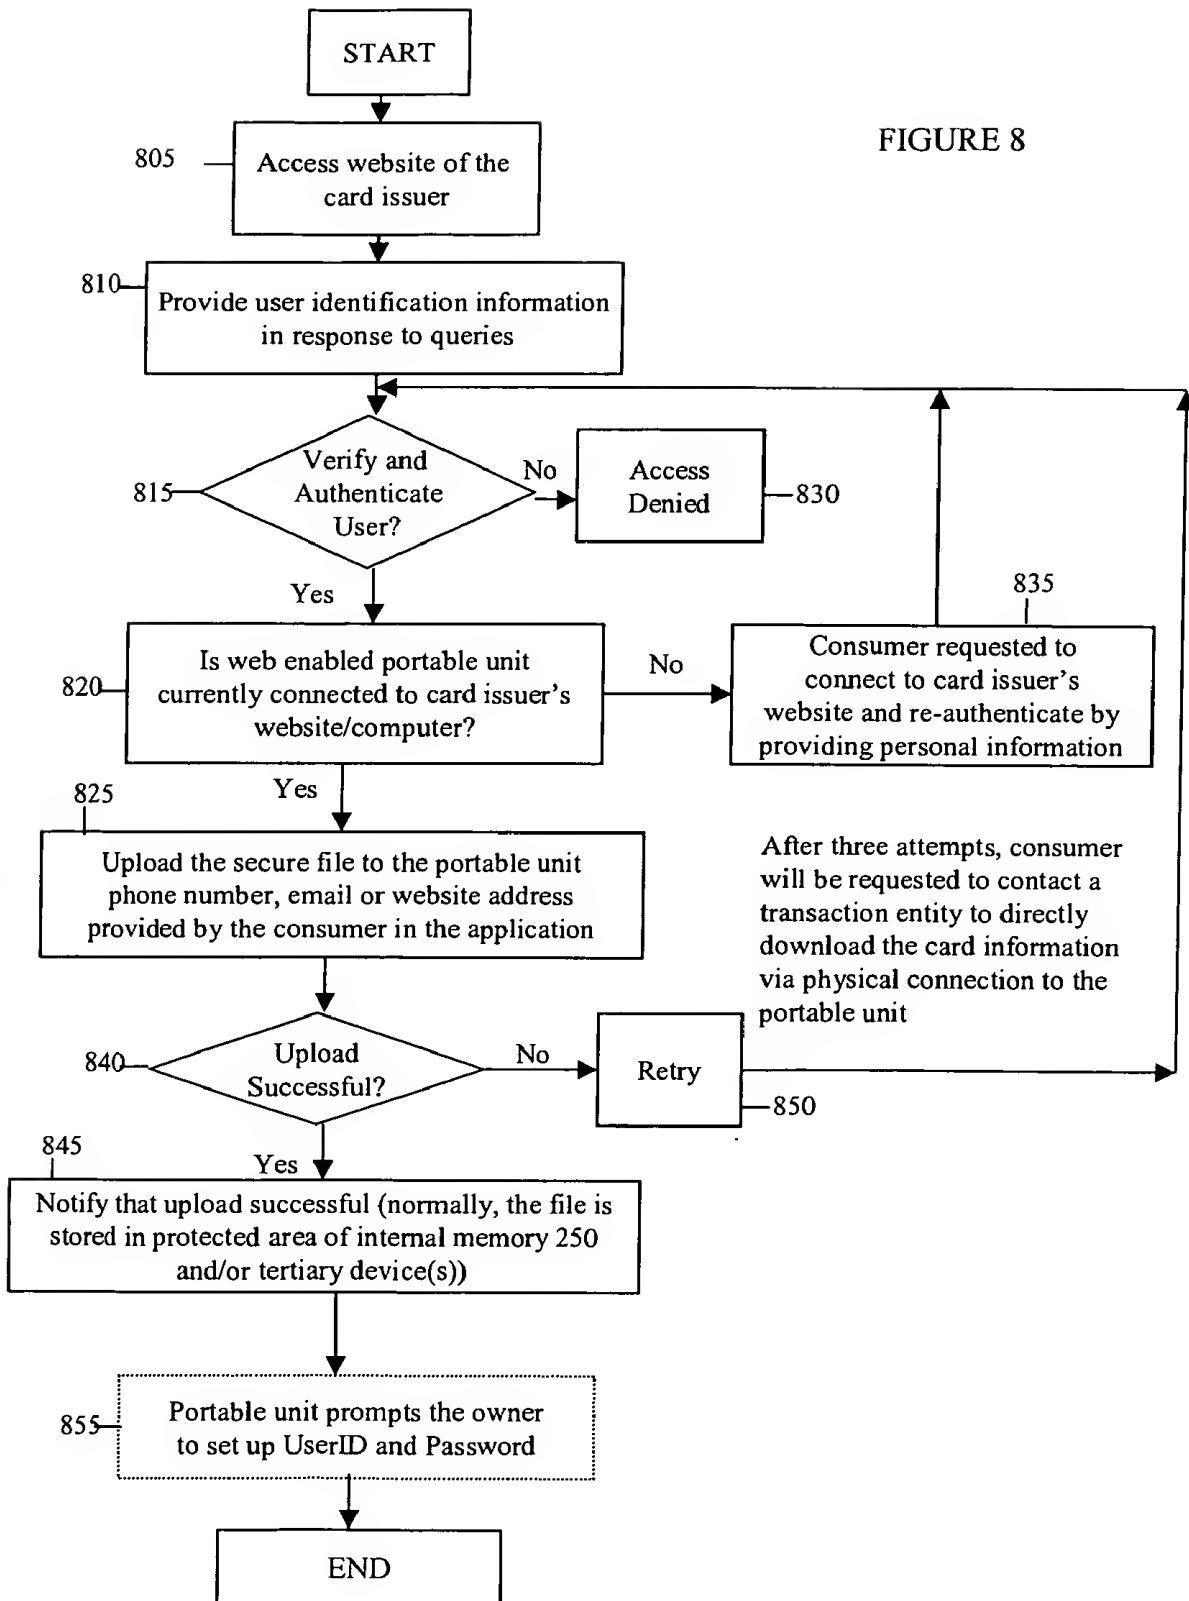 START
FIGURE 8
805
Access website of the
card issuer
810
Provide user identification information
in response to queries
815
Verify and
Authenticate
User?
No
Access
Denied
830
Yes
820
Is web enabled portable unit
currently connected to card issuer's
website/computer?
No
835
Consumer requested to
connect to card issuer's
website and re-authenticate by
providing personal information
Yes
825
Upload the secure file to the portable unit
phone number, email or website address
provided by the consumer in the application
After three attempts, consumer
will be requested to contact a
transaction entity to directly
download the card information
via physical connection to the
portable unit
840
Upload
Successful?
No
Retry
850
Yes
845
Notify that upload successful (normally, the file is
stored in protected area of internal memory 250
and/or tertiary device(s))
855
Portable unit prompts the owner
to set up UserID and Password
END